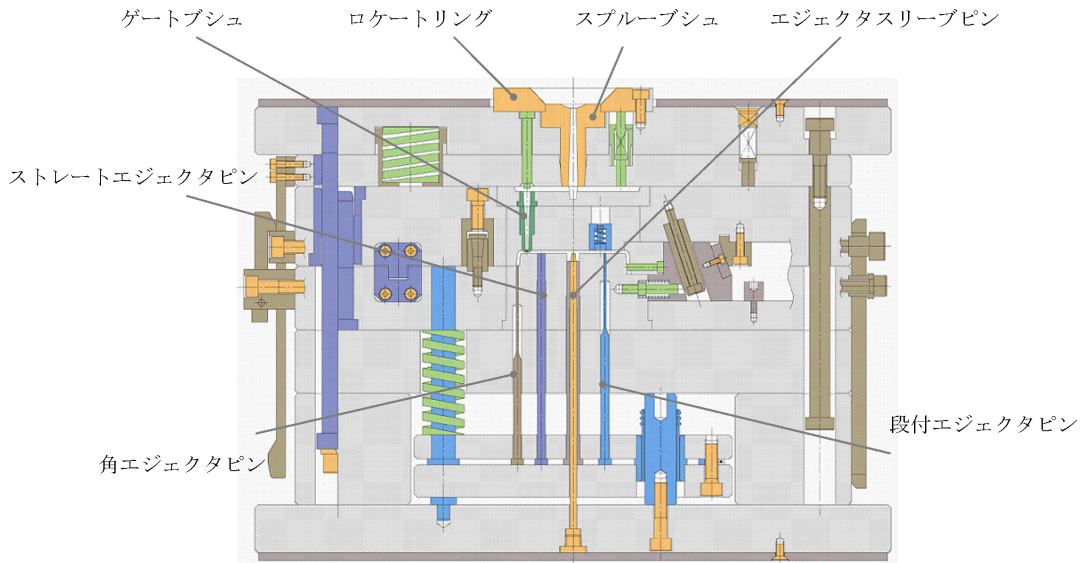 ゲートブシュ
ロケートリング
スプルーブシュ
エジェクタスリーブピン
ストレートエジェクタピン
段付エジェクタピン
角エジェクタピン